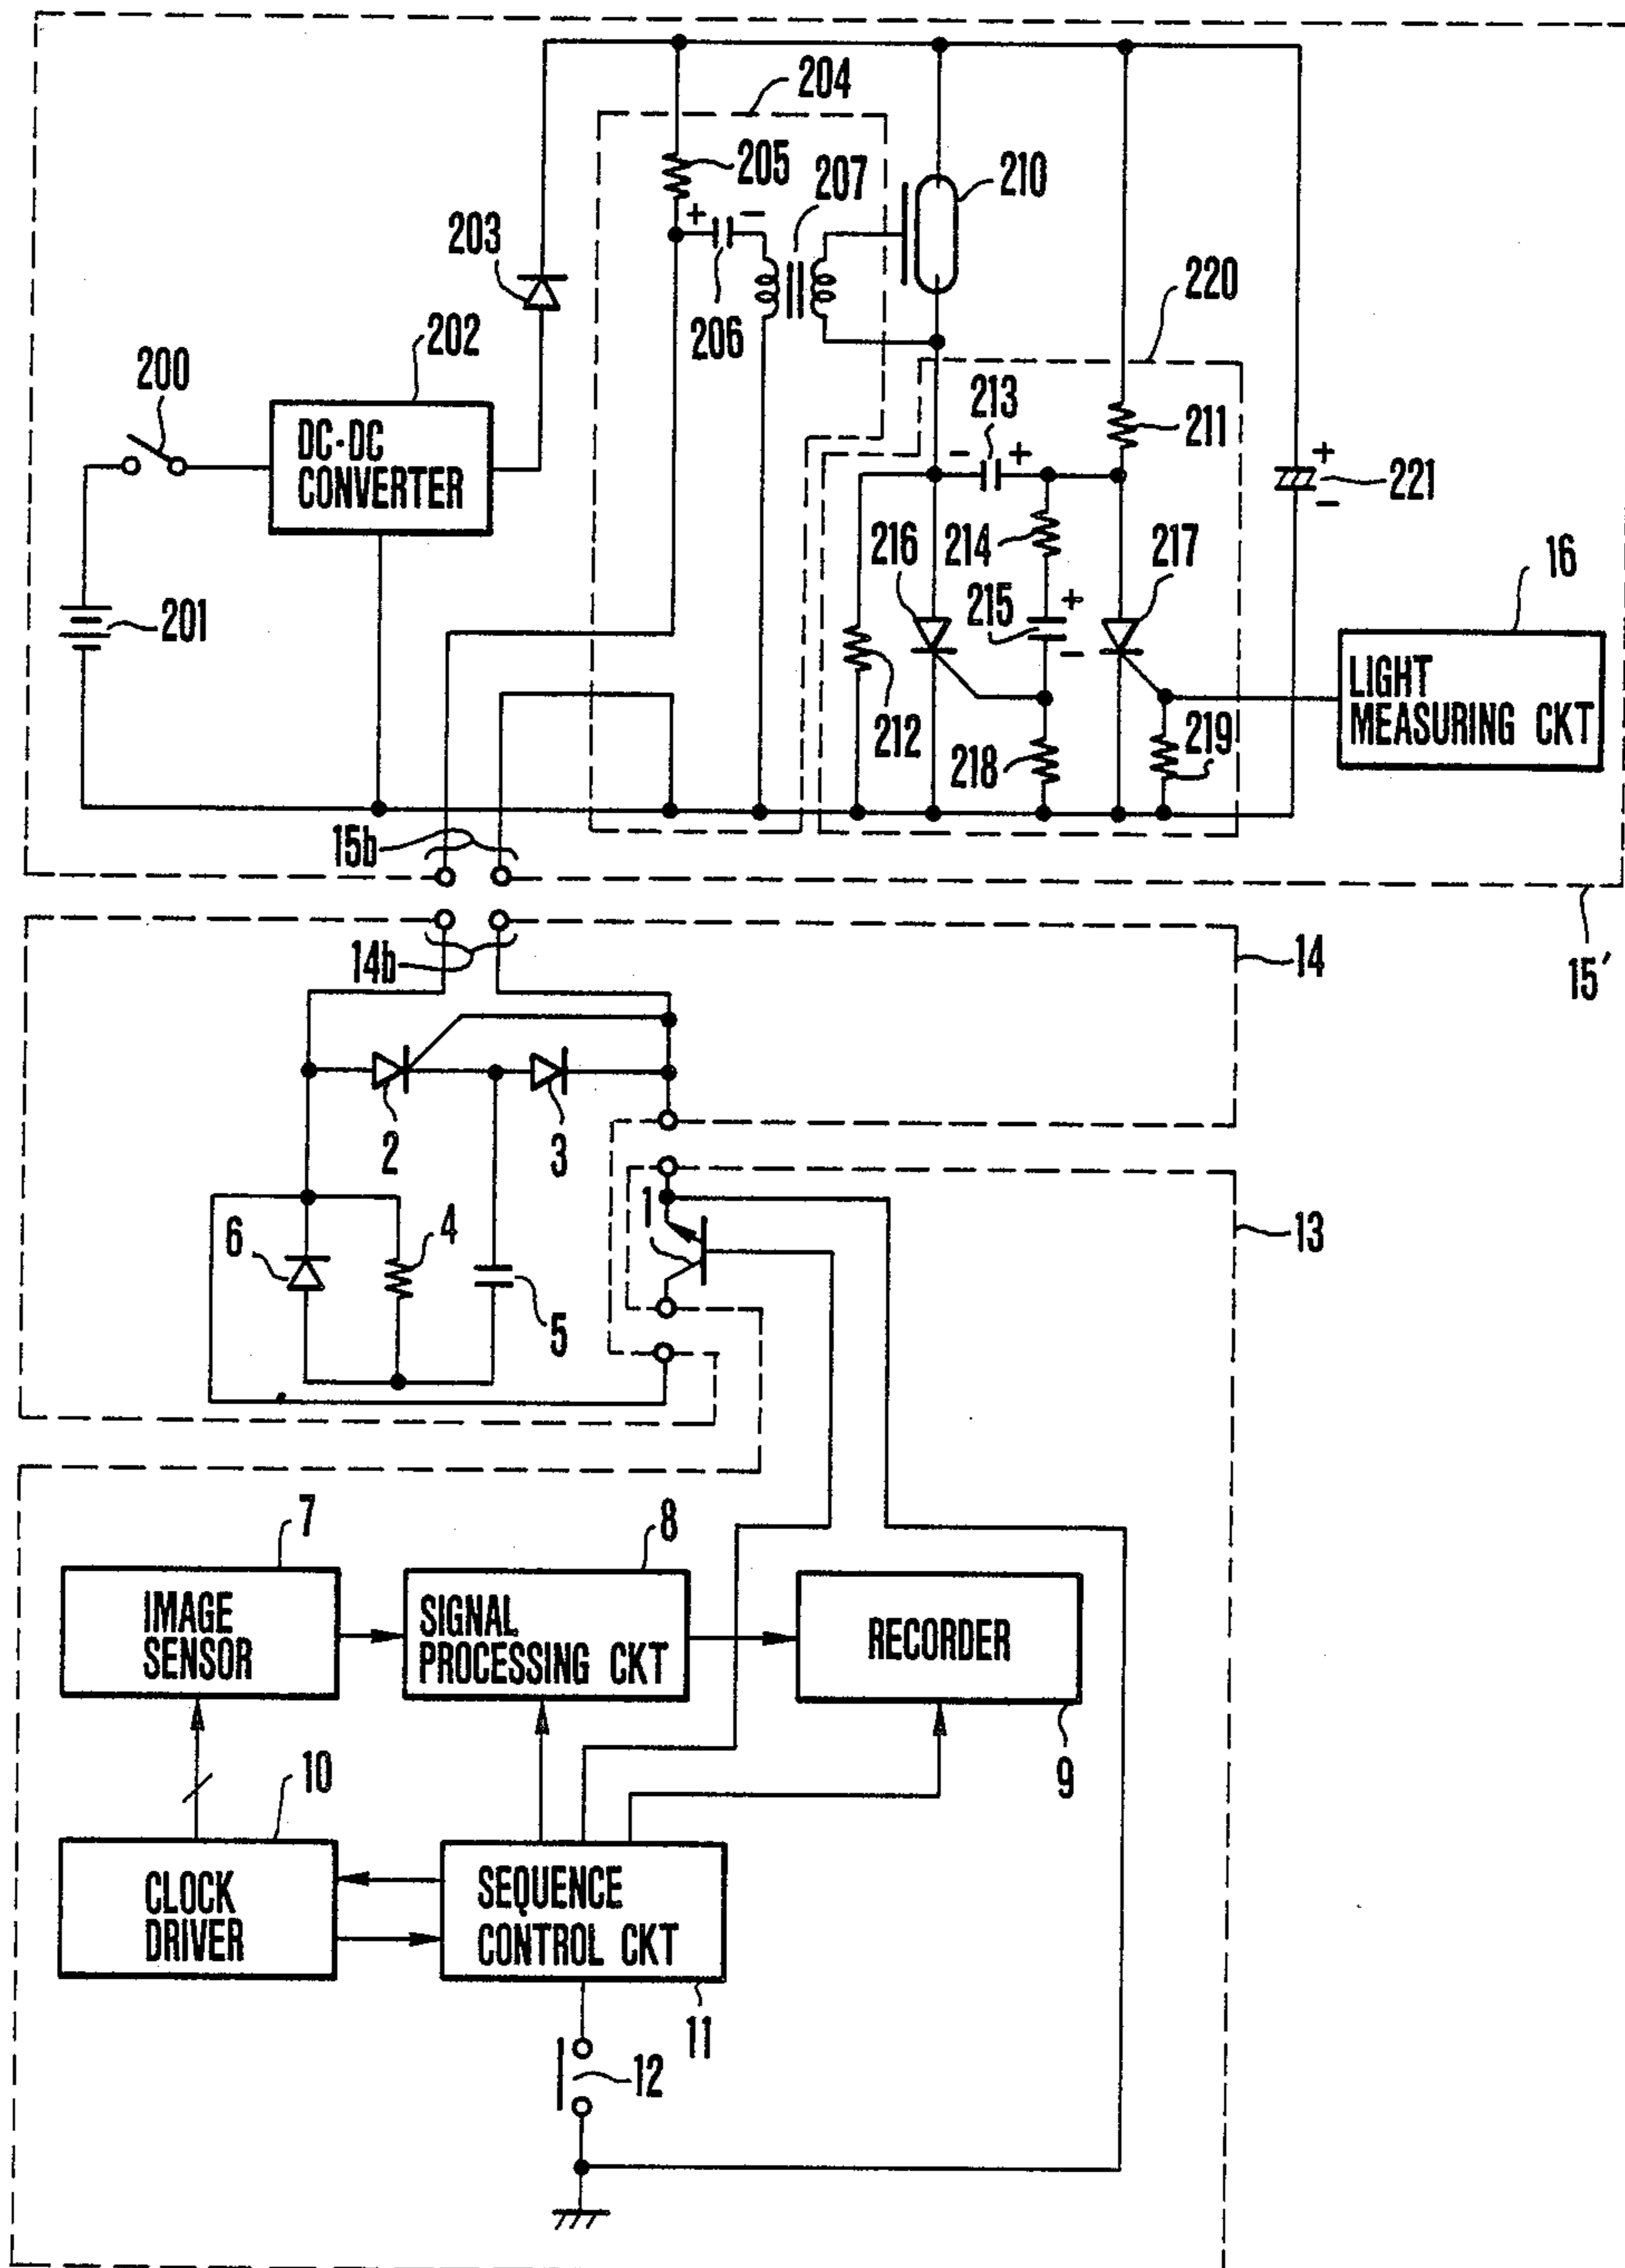 204
205
207
210
+ -
203
206
220
202
200
DC-DC
CONVERTER
213
211
- +
+
221
-
216
214
217
16
201
215
+
-
LIGHT
MEASURING CKT
212
218
219
15b
14b
14
15'
2
3
1
13
6
4
5
7
8
IMAGE
SENSOR
SIGNAL
PROCESSING CKT
RECORDER
9
10
CLOCK
DRIVER
SEQUENCE
CONTROL CKT
11
12